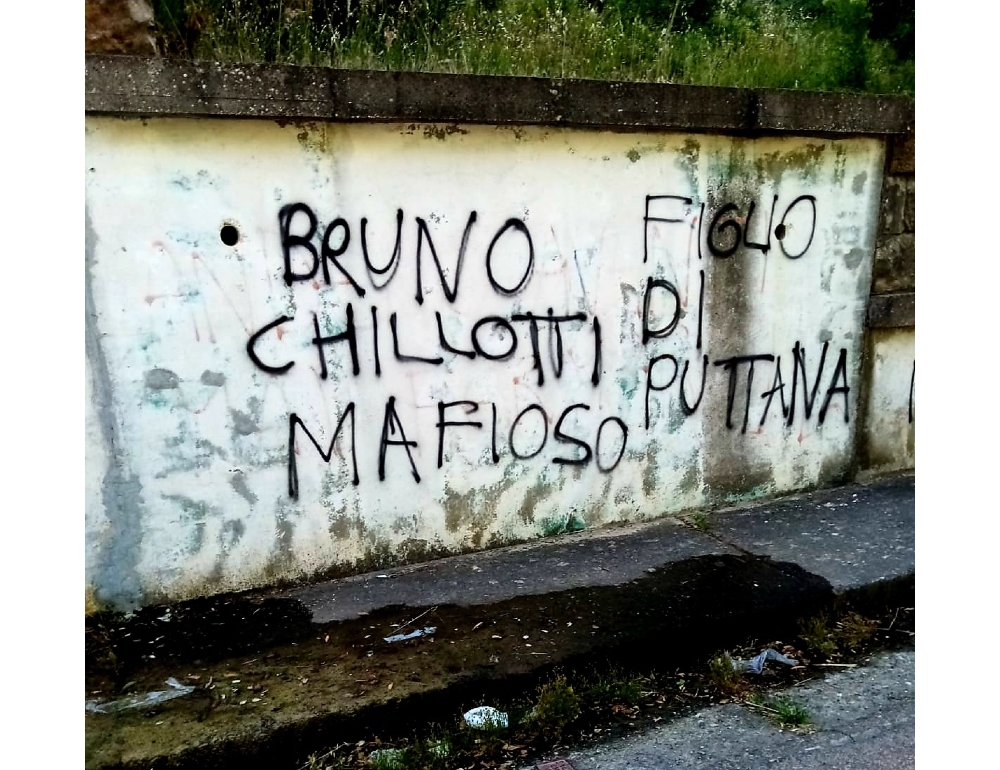 BRUNO
CHILLOTTI
MAFIOSO
FIGLIO
DI
PUTTANA